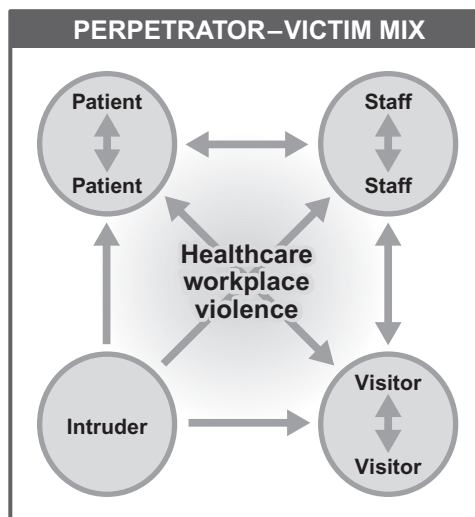 PERPETRATOR–VICTIM MIX
Patient
Patient
Staff
Staff
Healthcare
workplace
violence
Intruder
Visitor
Visitor